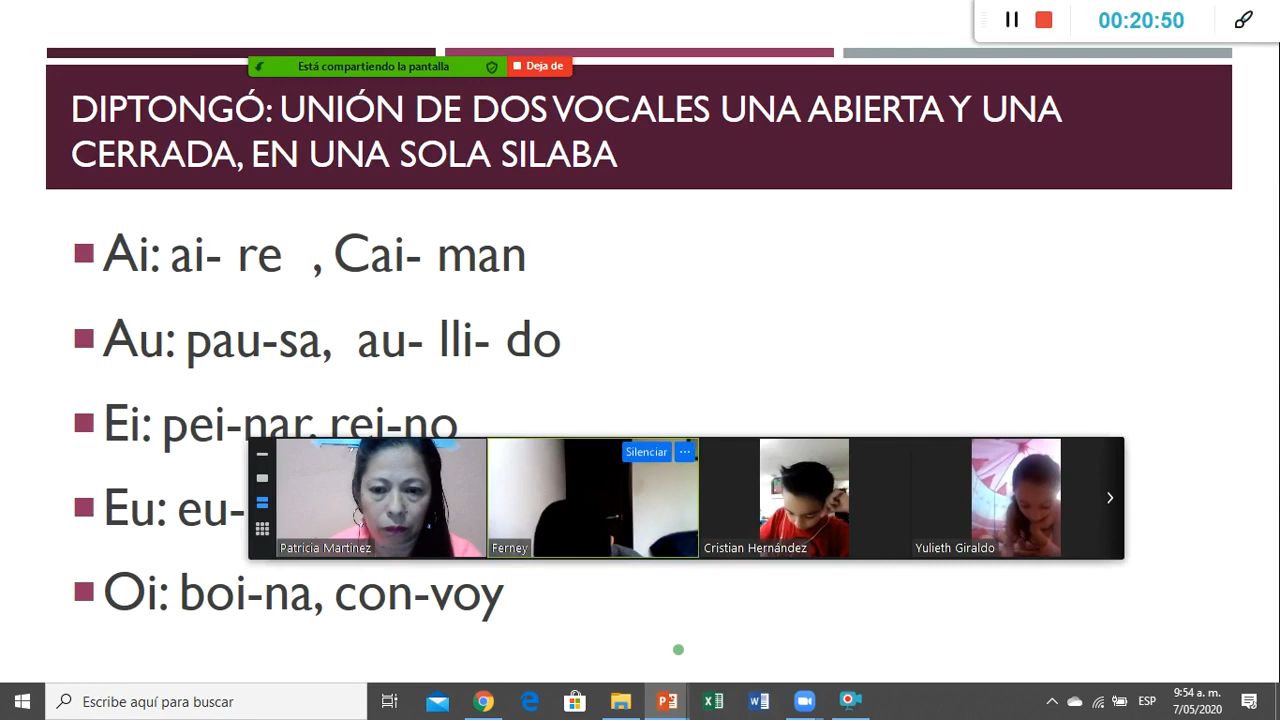 00:20:50
Está compartiendo la pantalla
Deja de
DIPTONGÓ: UNIÓN DE DOS VOCALES UNA ABIERTA Y UNA
CERRADA, EN UNA SOLA SILABA
Ai: ai- re , Cai- man
Au: pau-sa, au- lli- do
Ei: pei-nar, rei-no
Eu: eu-
Silenciar
Patricia Martinez
Ferney
Cristian Hernández
Yulieth Giraldo
Oi: boi-na, con-voy
Escribe aquí para buscar
ESP
9:54 a. m.
7/05/2020